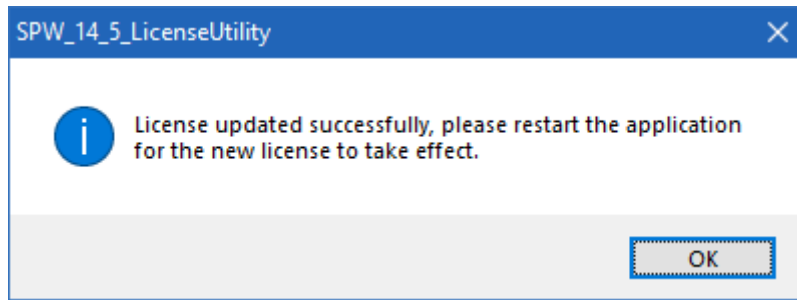 SPW_14_5_LicenseUtility
License updated successfully, please restart the application
for the new license to take effect.
OK